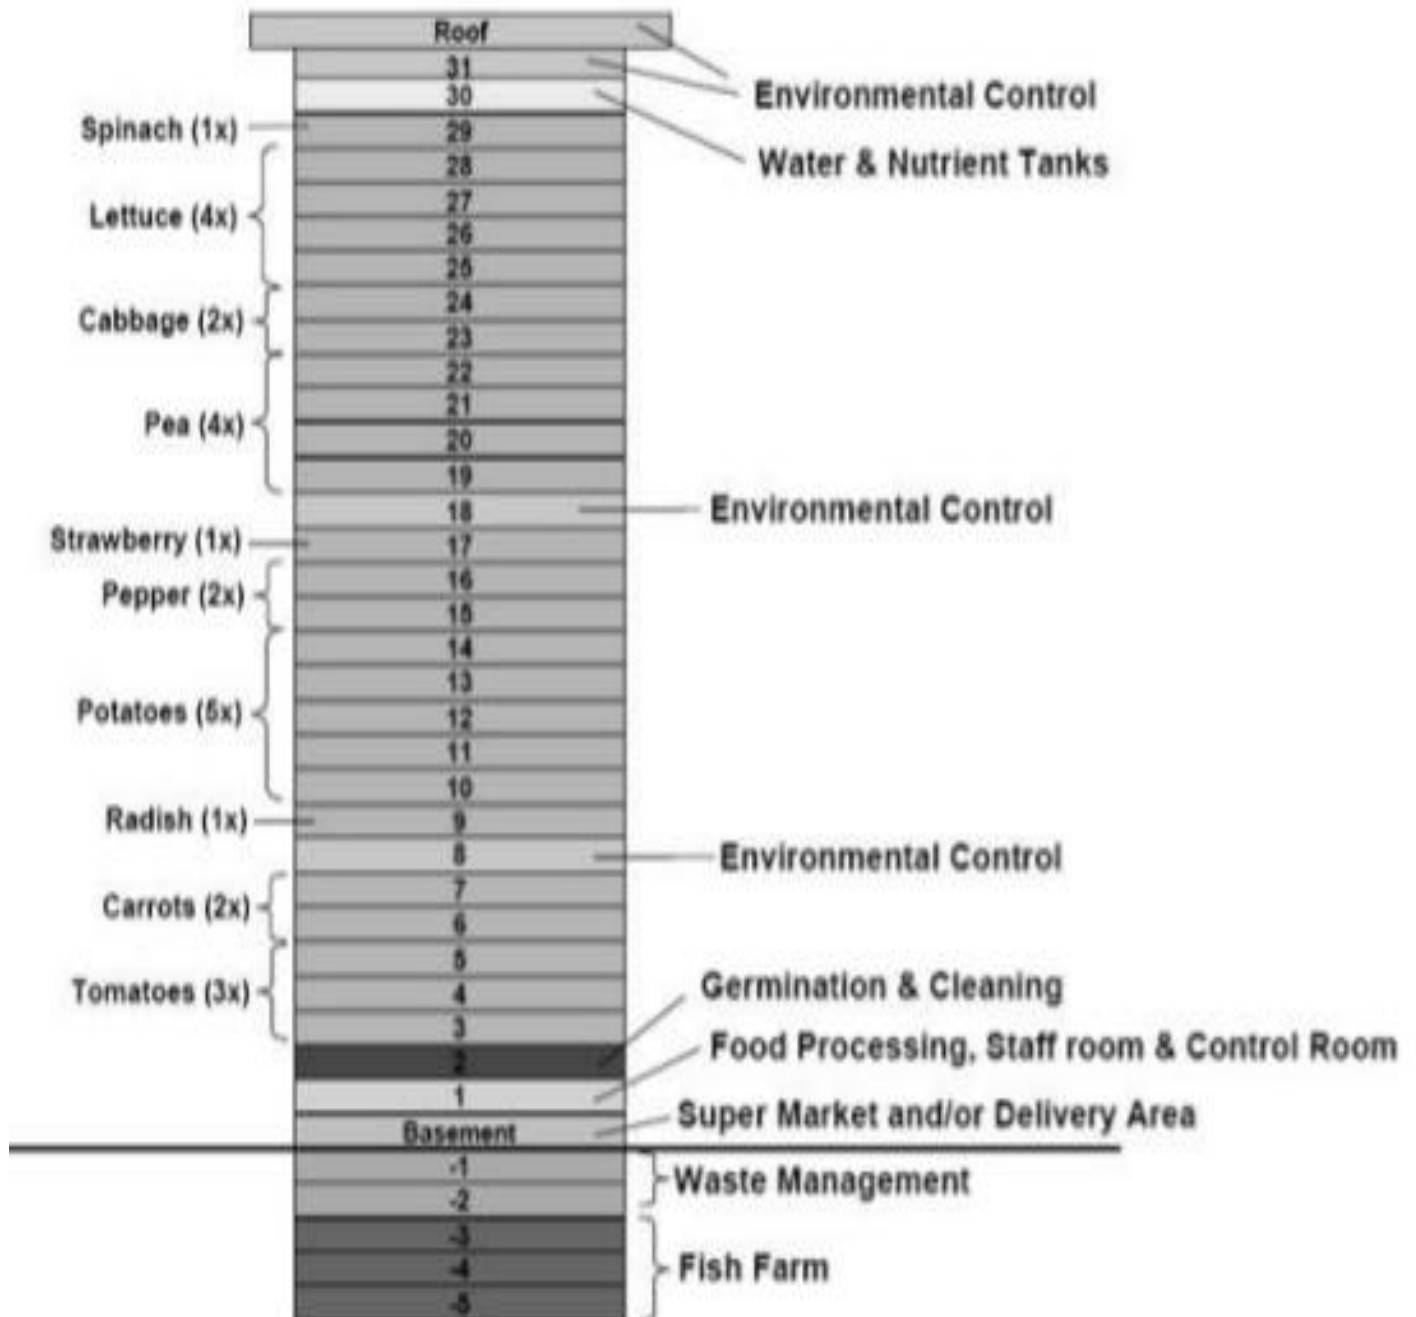 Roof
31
Environmental Control
30
Spinach (1x)
29
Water & Nutrient Tanks
28
27
Lettuce (4x)
26
25
24
Cabbage (2x)
23
22
21
Pea (4x)
20
19
18
Environmental Control
Strawberry (1x)
17
16
Pepper (2x)
15
14
13
Potatoes (5x)
12
11
10
Radish (1x)
9
8
Environmental Control
7
Carrots (2x)
6
5
Tomatoes (3x)
4
Germination & Cleaning
3
2
Food Processing, Staff room & Control Room
1
Super Market and/or Delivery Area
Basement
-1
Waste Management
-2
-3
-4
Fish Farm
-5